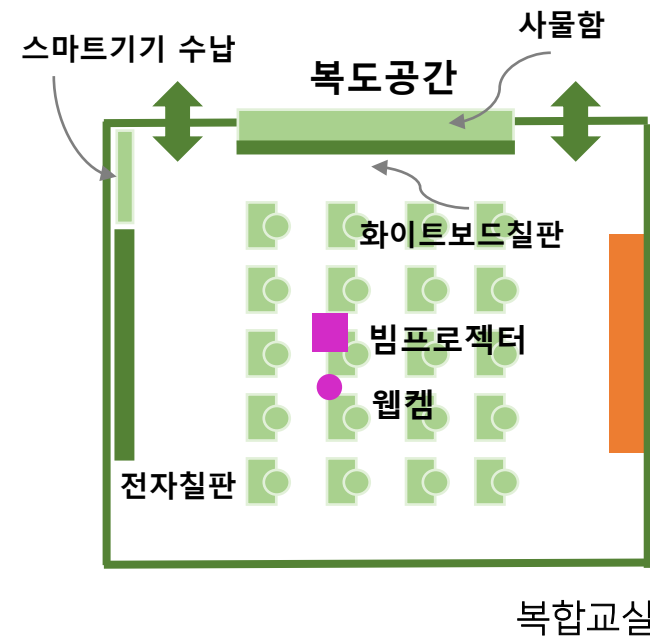 사물함
스마트기기 수납
복도공간
화이트보드칠판
빔프로젝터
웹켐
전자칠판
복합교실